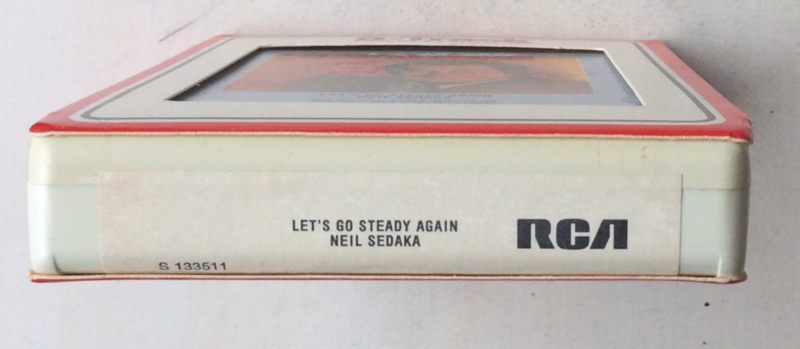 LET'S GO STEADY AGAIN
NEIL SEDAKA
RCA
S 133511